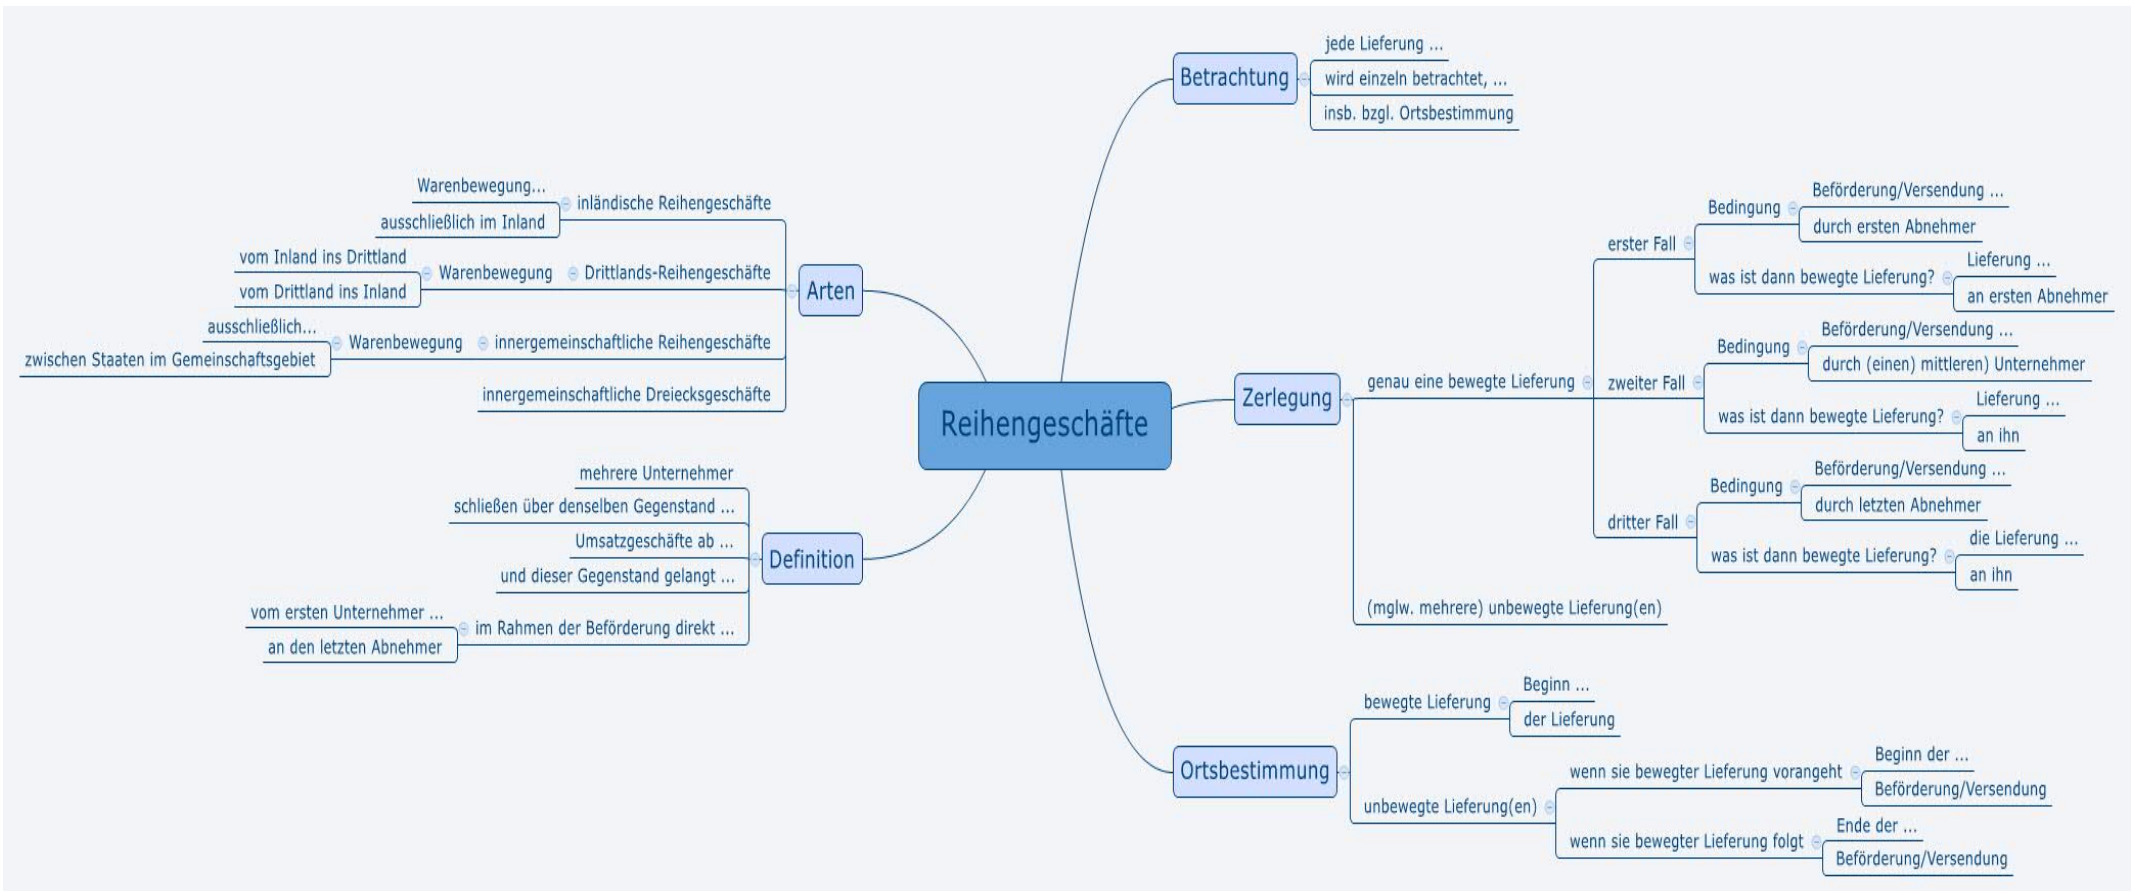 Reihengeschäfte
Betrachtung
jede Lieferung ...
wird einzeln betrachtet, ...
insb. bzgl. Ortsbestimmung
Zerlegung
genau eine bewegte Lieferung
erster Fall
Bedingung
Beförderung/Versendung ...
durch ersten Abnehmer
was ist dann bewegte Lieferung?
Lieferung ...
an ersten Abnehmer
zweiter Fall
Bedingung
Beförderung/Versendung ...
durch (einen) mittleren) Unternehmer
was ist dann bewegte Lieferung?
Lieferung ...
an ihn
dritter Fall
Bedingung
Beförderung/Versendung ...
durch letzten Abnehmer
was ist dann bewegte Lieferung?
die Lieferung ...
an ihn
(mglw. mehrere) unbewegte Lieferung(en)
Ortsbestimmung
bewegte Lieferung
Beginn ...
der Lieferung
unbewegte Lieferung(en)
wenn sie bewegter Lieferung vorangeht
Beginn der ...
Beförderung/Versendung
wenn sie bewegter Lieferung folgt
Ende der ...
Beförderung/Versendung
Arten
inländische Reihengeschäfte
Warenbewegung...
ausschließlich im Inland
Drittlands-Reihengeschäfte
Warenbewegung
vom Inland ins Drittland
vom Drittland ins Inland
innergemeinschaftliche Reihengeschäfte
Warenbewegung
ausschließlich...
zwischen Staaten im Gemeinschaftsgebiet
innergemeinschaftliche Dreiecksgeschäfte
Definition
mehrere Unternehmer
schließen über denselben Gegenstand ...
Umsatzgeschäfte ab ...
und dieser Gegenstand gelangt ...
im Rahmen der Beförderung direkt ...
vom ersten Unternehmer ...
an den letzten Abnehmer